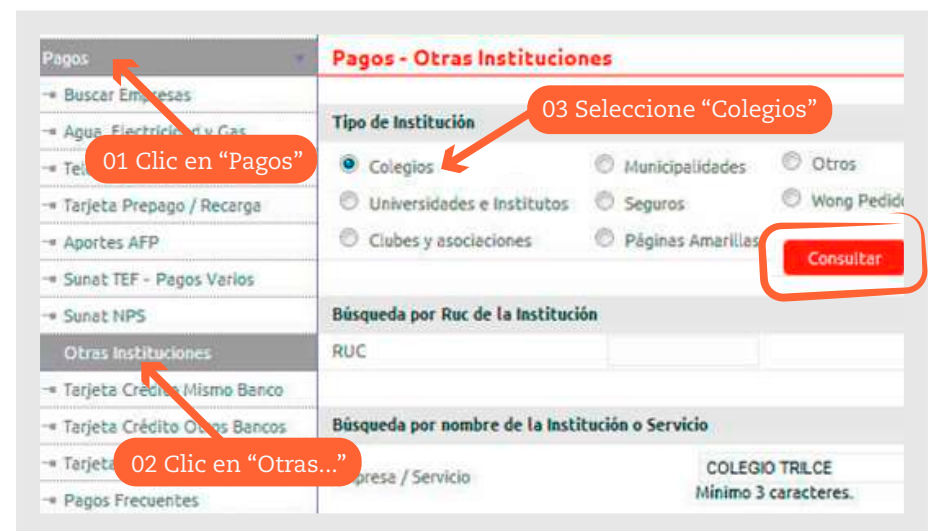 Pagos
Buscar Empresas
Agua, Electricidad y Gas
01 Clic en “Pagos”
Tarjeta Prepago / Recarga
Aportes AFP
Sunat TEF - Pagos Varios
Sunat NPS
Otras Instituciones
Tarjeta Crédito Mismo Banco
Tarjeta Crédito Otros Bancos
02 Clic en “Otras...”
Pagos Frecuentes
Pagos - Otras Instituciones
03 Seleccione “Colegios”
Tipo de Institución
Colegios
Municipalidades
Otros
Universidades e Institutos
Seguros
Wong
Clubes y asociaciones
Páginas Amarillas
Consultar
Búsqueda por Ruc de la Institución
RUC
Búsqueda por nombre de la Institución o Servicio
/ Servicio
COLEGIO TRILCE
Mínimo 3 caracteres.